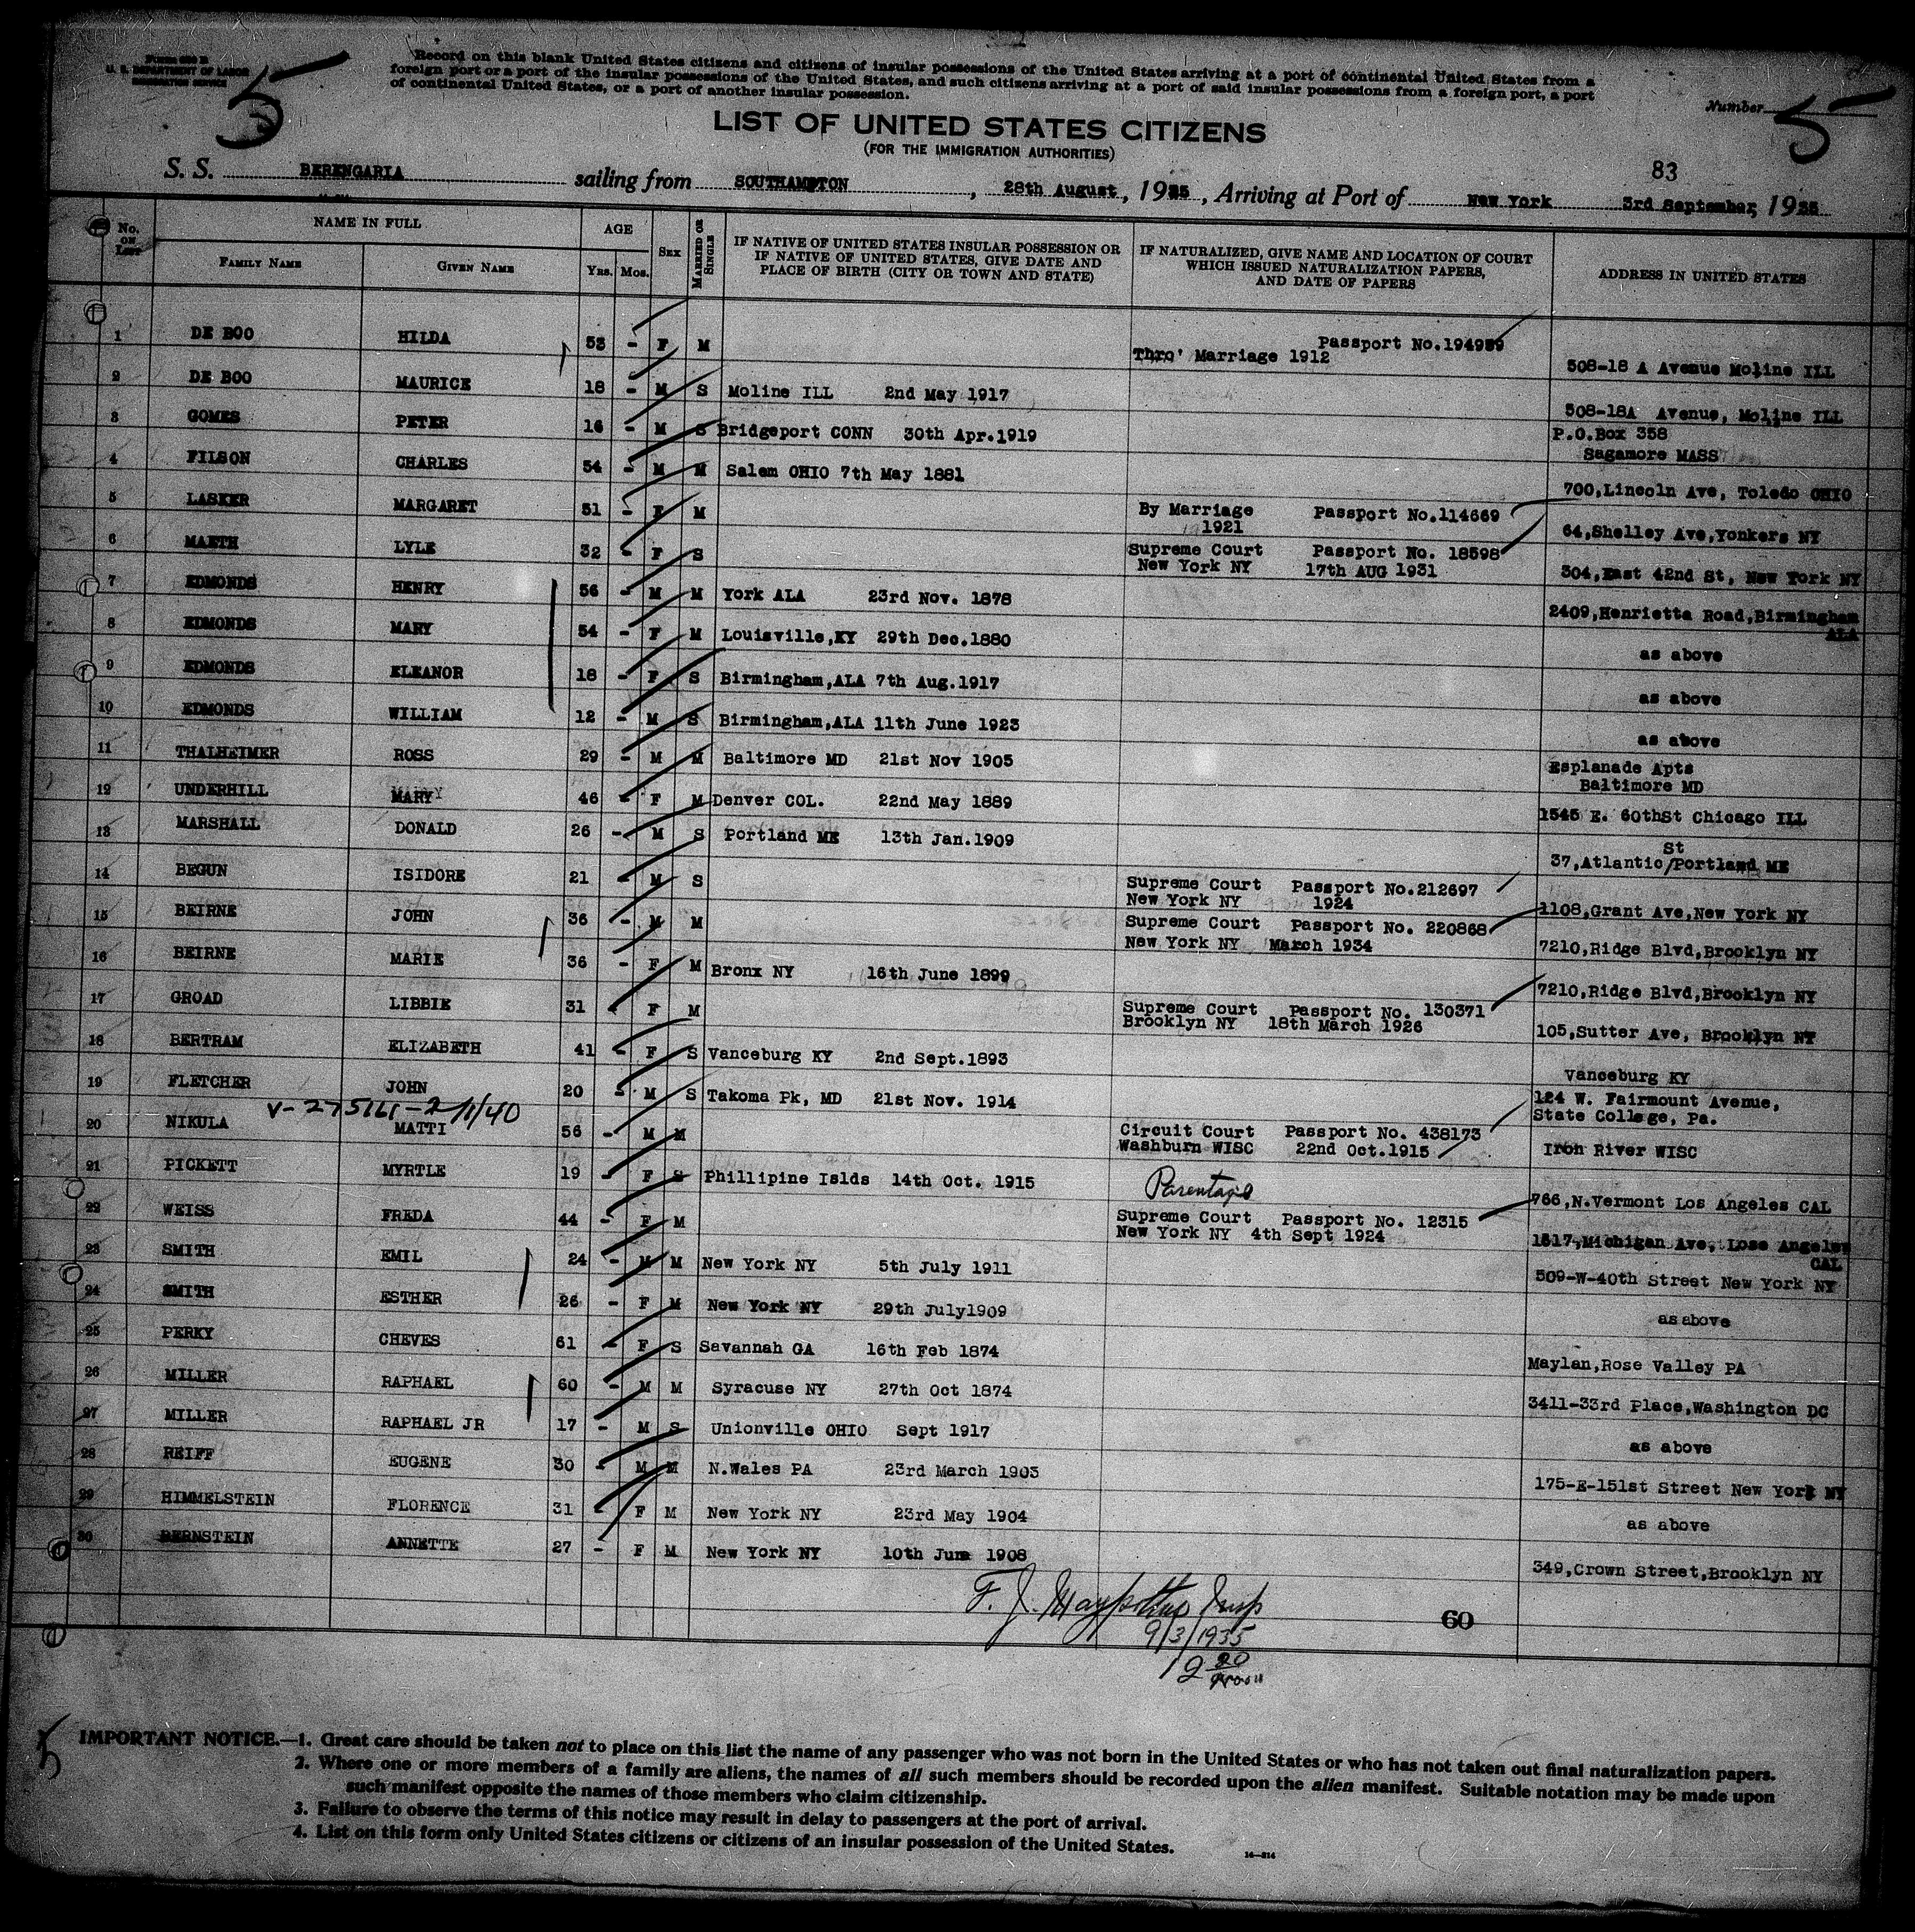 Form 630 B
U. S. DEPARTMENT OF LABOR
IMMIGRATION SERVICE
5
Record on this blank United States citizens and citizens of insular possessions of the United States arriving at a port of continental United States from a
foreign port or a port of the insular possessions of the United States, and such citizens arriving at a port of said insular possessions from a foreign port, a port
of continental United States, or a port of another insular possession.
Number 5
LIST OF UNITED STATES CITIZENS
(FOR THE IMMIGRATION AUTHORITIES)
83
S. S. BERENGARIA sailing from SOUTHAMPTON, 28th August, 1935, Arriving at Port of New York 3rd September, 1935
No. on List NAME IN FULL AGE SEX MARRIED OR SINGLE IF NATIVE OF UNITED STATES INSULAR POSSESSION OR IF NATIVE OF UNITED STATES, GIVE DATE AND PLACE OF BIRTH (CITY OR TOWN AND STATE) IF NATURALIZED, GIVE NAME AND LOCATION OF COURT WHICH ISSUED NATURALIZATION PAPERS, AND DATE OF PAPERS ADDRESS IN UNITED STATES
FAMILY NAME GIVEN NAME YRS. MOS.
1 DE BOO HILDA 53 - F M Thro' Marriage 1912 Passport No.194989 508-18 A Avenue Moline ILL
2 DE BOO MAURICE 18 - M S Moline ILL 2nd May 1917 508-18A Avenue, Moline ILL
3 GOMES PETER 16 - M S Bridgeport CONN 30th Apr.1919 P.O.Box 358
Sagamore MASS
4 FILSON CHARLES 54 - M M Salem OHIO 7th May 1881 700,Lincoln Ave, Toledo OHIO
5 LASKER MARGARET 51 - F M By Marriage Passport No.114669
1921 64,Shelley Ave,Yonkers NY
6 MAETH LYLE 32 - F S Supreme Court Passport No. 18598
New York NY 17th AUG 1931 304,East 42nd St, New York NY
7 EDMONDS HENRY 56 - M M York ALA 23rd Nov. 1878 2409,Henrietta Road,Birmingham
ALA
8 EDMONDS MARY 54 - F M Louisville,KY 29th Dec.1880 as above
9 EDMONDS ELEANOR 18 - F S Birmingham,ALA 7th Aug.1917 as above
10 EDMONDS WILLIAM 12 - M S Birmingham,ALA 11th June 1923 as above
11 THALHEIMER ROSS 29 - M M Baltimore MD 21st Nov 1905 Esplanade Apts
Baltimore MD
12 UNDERHILL MARY 46 - F M Denver COL. 22nd May 1889 1545 E. 60thSt Chicago ILL
13 MARSHALL DONALD 26 - M S Portland ME 13th Jan.1909 St
37,Atlantic/Portland ME
14 BEGUN ISIDORE 21 - M S Supreme Court Passport No.212697
New York NY 1924 1108,Grant Ave,New York NY
15 BEIRNE JOHN 36 - M M Supreme Court Passport No. 220868
New York NY March 1934 7210,Ridge Blvd,Brooklyn NY
16 BEIRNE MARIE 36 - F M Bronx NY 16th June 1899 7210,Ridge Blvd,Brooklyn NY
17 GROAD LIBBIE 31 - F M Supreme Court Passport No. 130371
Brooklyn NY 18th March 1926 105,Sutter Ave, Brooklyn NY
18 BERTRAM ELIZABETH 41 - F S Vanceburg KY 2nd Sept.1893 Vanceburg KY
19 FLETCHER JOHN 20 - M S Takoma Pk, MD 21st Nov. 1914 124 W. Fairmount Avenue,
State College, Pa.
20 NIKULA MATTI 56 - M M Circuit Court Passport No. 438173
Washburn WISC 22nd Oct.1915 Iron River WISC
21 PICKETT MYRTLE 19 - F S Phillipine Islds 14th Oct. 1915 Parentage 766,N.Vermont Los Angeles CAL
22 WEISS FREDA 44 - F M Supreme Court Passport No. 12315
New York NY 4th Sept 1924 1517,Michigan Ave, Lose Angeles
CAL
23 SMITH EMIL 24 - M M New York NY 5th July 1911 509-W-40th Street New York NY
24 SMITH ESTHER 26 - F M New York NY 29th July1909 as above
25 PERKY CHEVES 61 - F S Savannah GA 16th Feb 1874 Maylan,Rose Valley PA
26 MILLER RAPHAEL 60 - M M Syracuse NY 27th Oct 1874 3411-33rd Place,Washington DC
27 MILLER RAPHAEL JR 17 - M S Unionville OHIO Sept 1917 as above
28 REIFF EUGENE 30 - M M N.Wales PA 23rd March 1903 175-E-151st Street New York NY
29 HIMMELSTEIN FLORENCE 31 - F M New York NY 23rd May 1904 as above
30 BERNSTEIN ANNETTE 27 - F M New York NY 10th June 1908 349,Crown Street,Brooklyn NY
F. J. Insp
9/3/1935
12 20
60
5
IMPORTANT NOTICE.—1. Great care should be taken not to place on this list the name of any passenger who was not born in the United States or who has not taken out final naturalization papers.
2. Where one or more members of a family are aliens, the names of all such members should be recorded upon the alien manifest. Suitable notation may be made upon
such manifest opposite the names of those members who claim citizenship.
3. Failure to observe the terms of this notice may result in delay to passengers at the port of arrival.
4. List on this form only United States citizens or citizens of an insular possession of the United States.
14—814